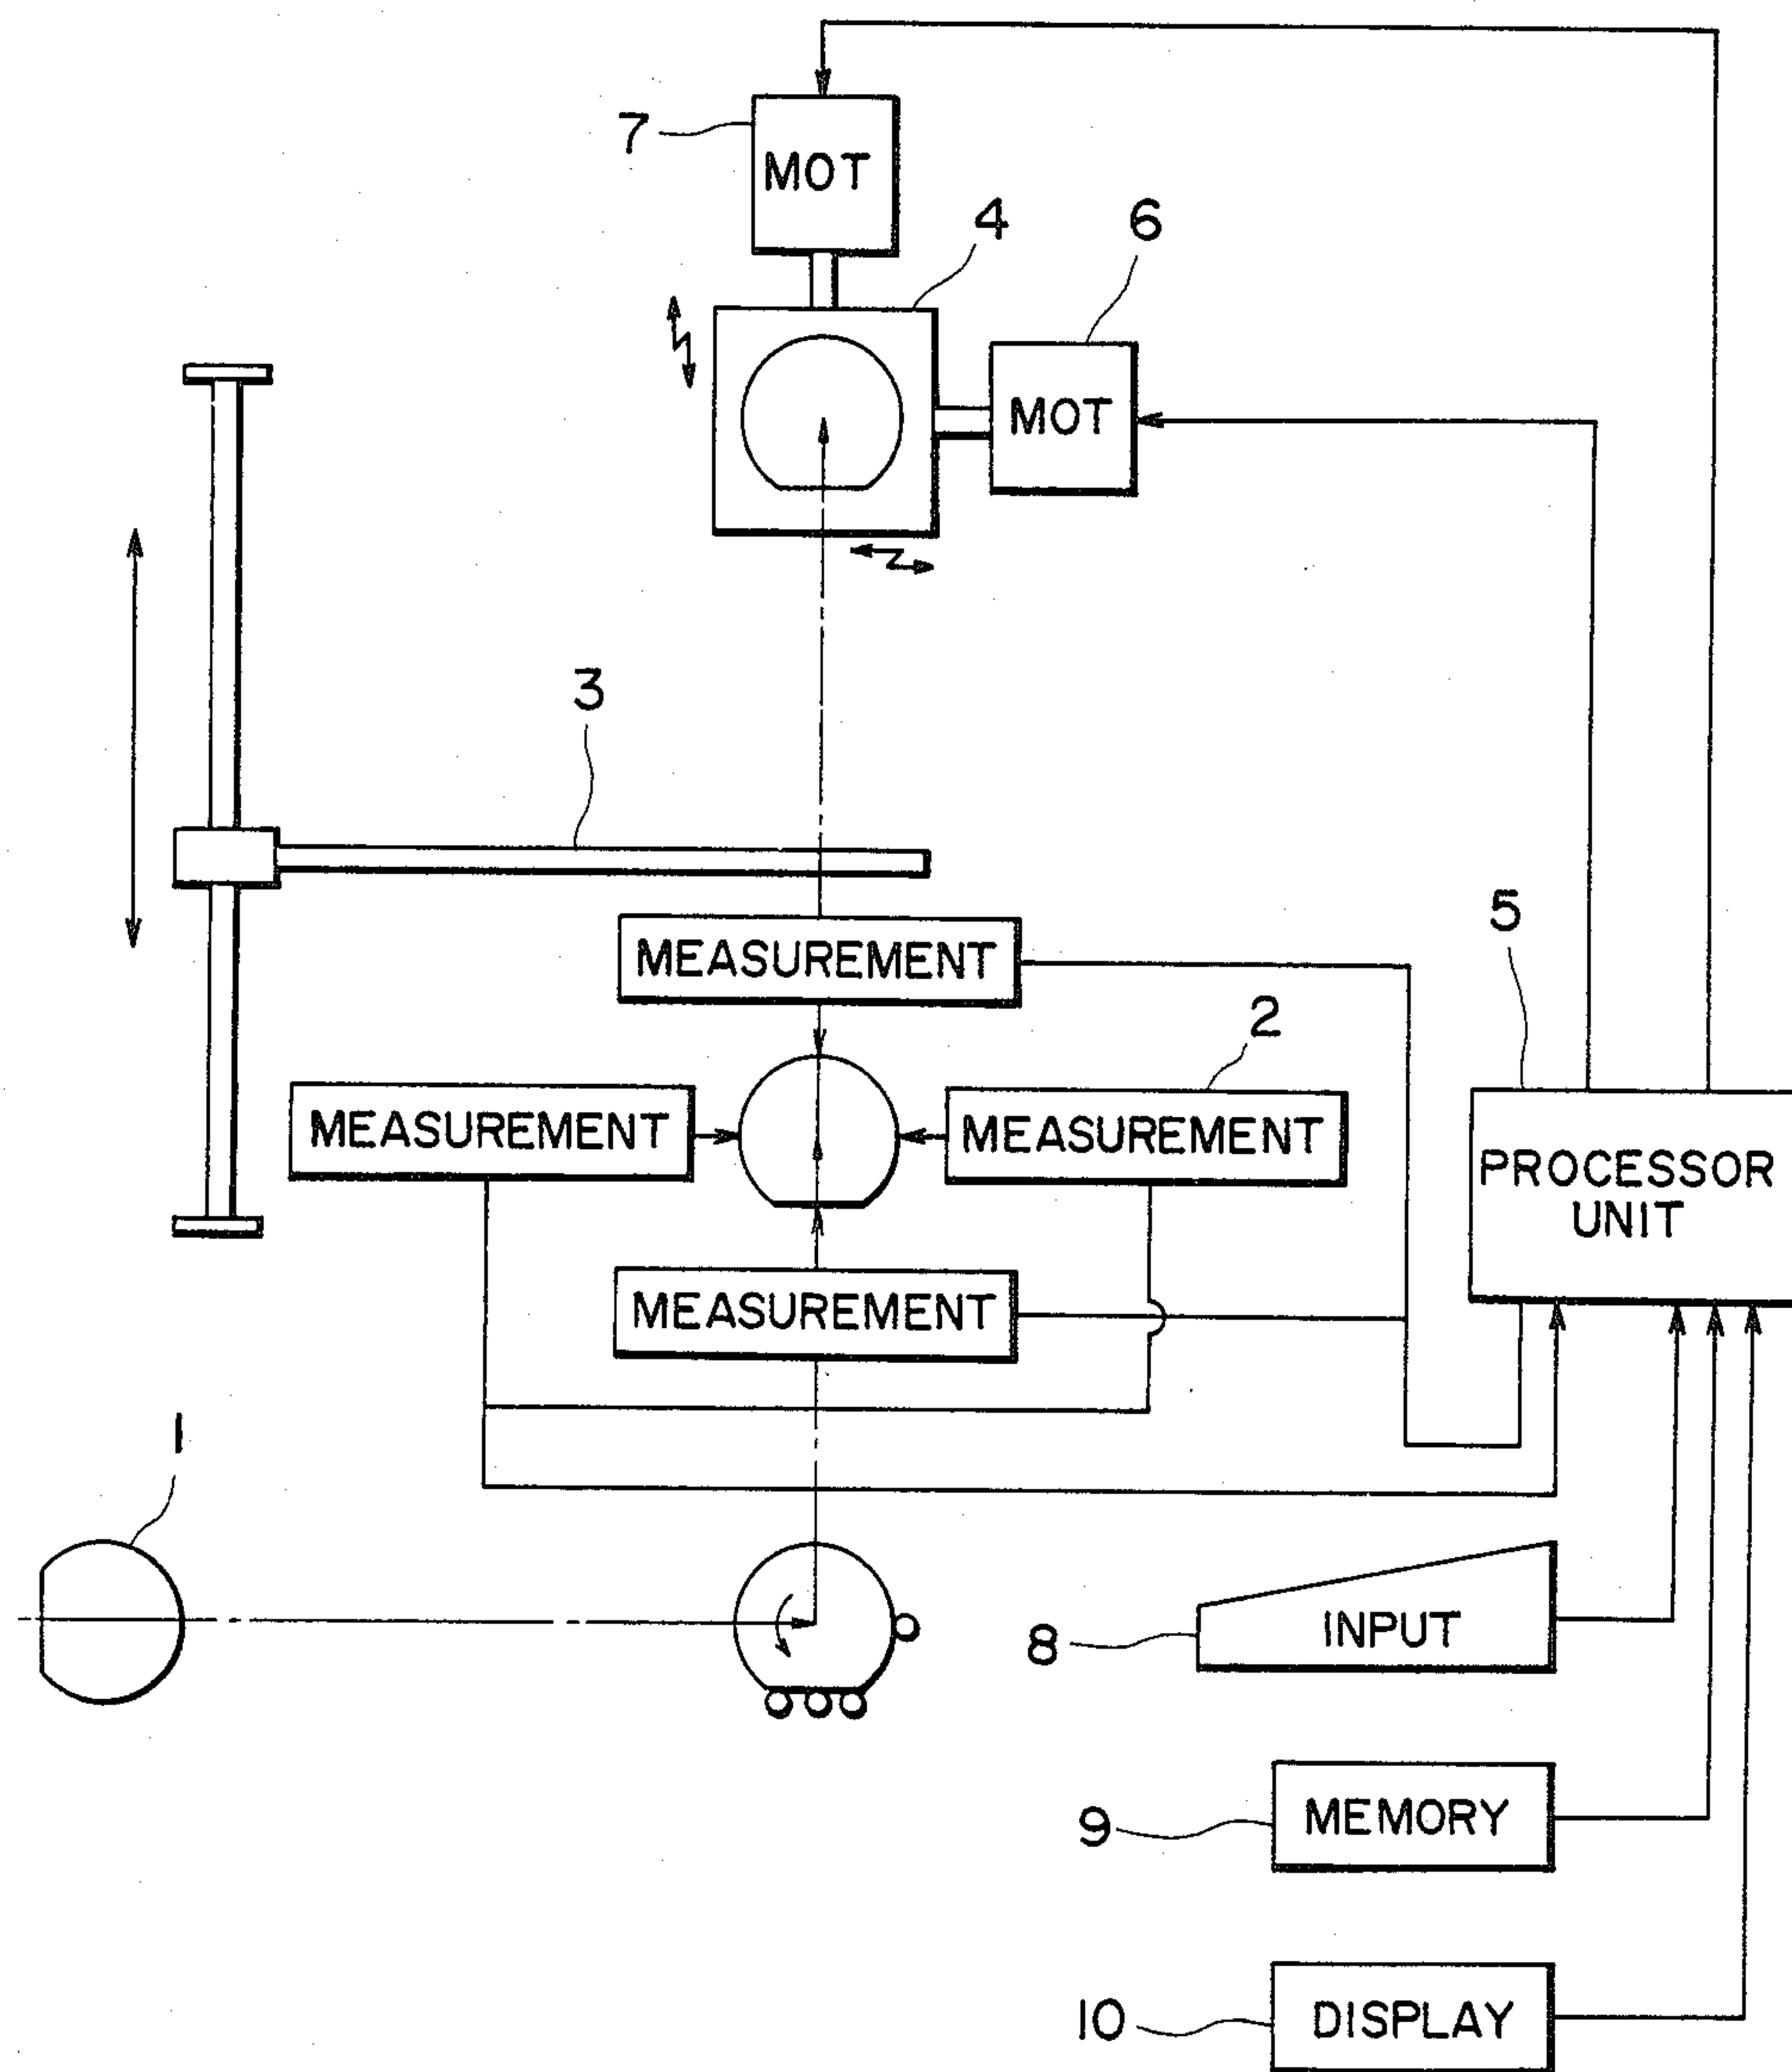 7
MOT
4
6
MOT
3
MEASUREMENT
5
2
MEASUREMENT
MEASUREMENT
PROCESSOR
UNIT
MEASUREMENT
1
8
INPUT
9
MEMORY
10
DISPLAY